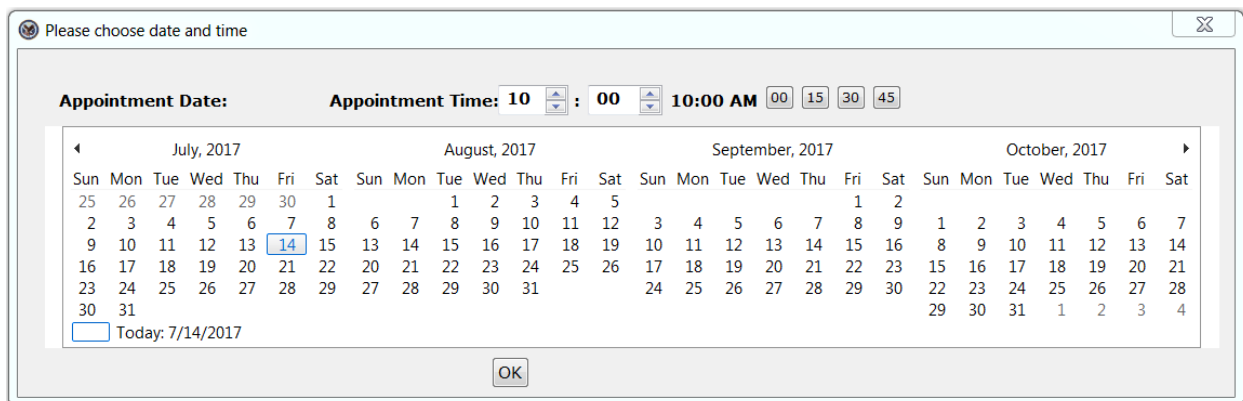 Please choose date and time
Appointment Date: Appointment Time: 10 : 00 10:00 AM 00 15 30 45
July, 2017 August, 2017 September, 2017 October, 2017
Sun Mon Tue Wed Thu Fri Sat Sun Mon Tue Wed Thu Fri Sat Sun Mon Tue Wed Thu Fri Sat Sun Mon Tue Wed Thu Fri Sat
25 26 27 28 29 30 1 1 2 3 4 5 1 2
2 3 4 5 6 7 8 6 7 8 9 10 11 12 3 4 5 6 7 8 9 1 2 3 4 5 6 7
9 10 11 12 13 14 15 13 14 15 16 17 18 19 10 11 12 13 14 15 16 8 9 10 11 12 13 14
16 17 18 19 20 21 22 20 21 22 23 24 25 26 17 18 19 20 21 22 23 15 16 17 18 19 20 21
23 24 25 26 27 28 29 27 28 29 30 31 24 25 26 27 28 29 30 22 23 24 25 26 27 28
30 31 29 30 31 1 2 3 4
Today: 7/14/2017
OK